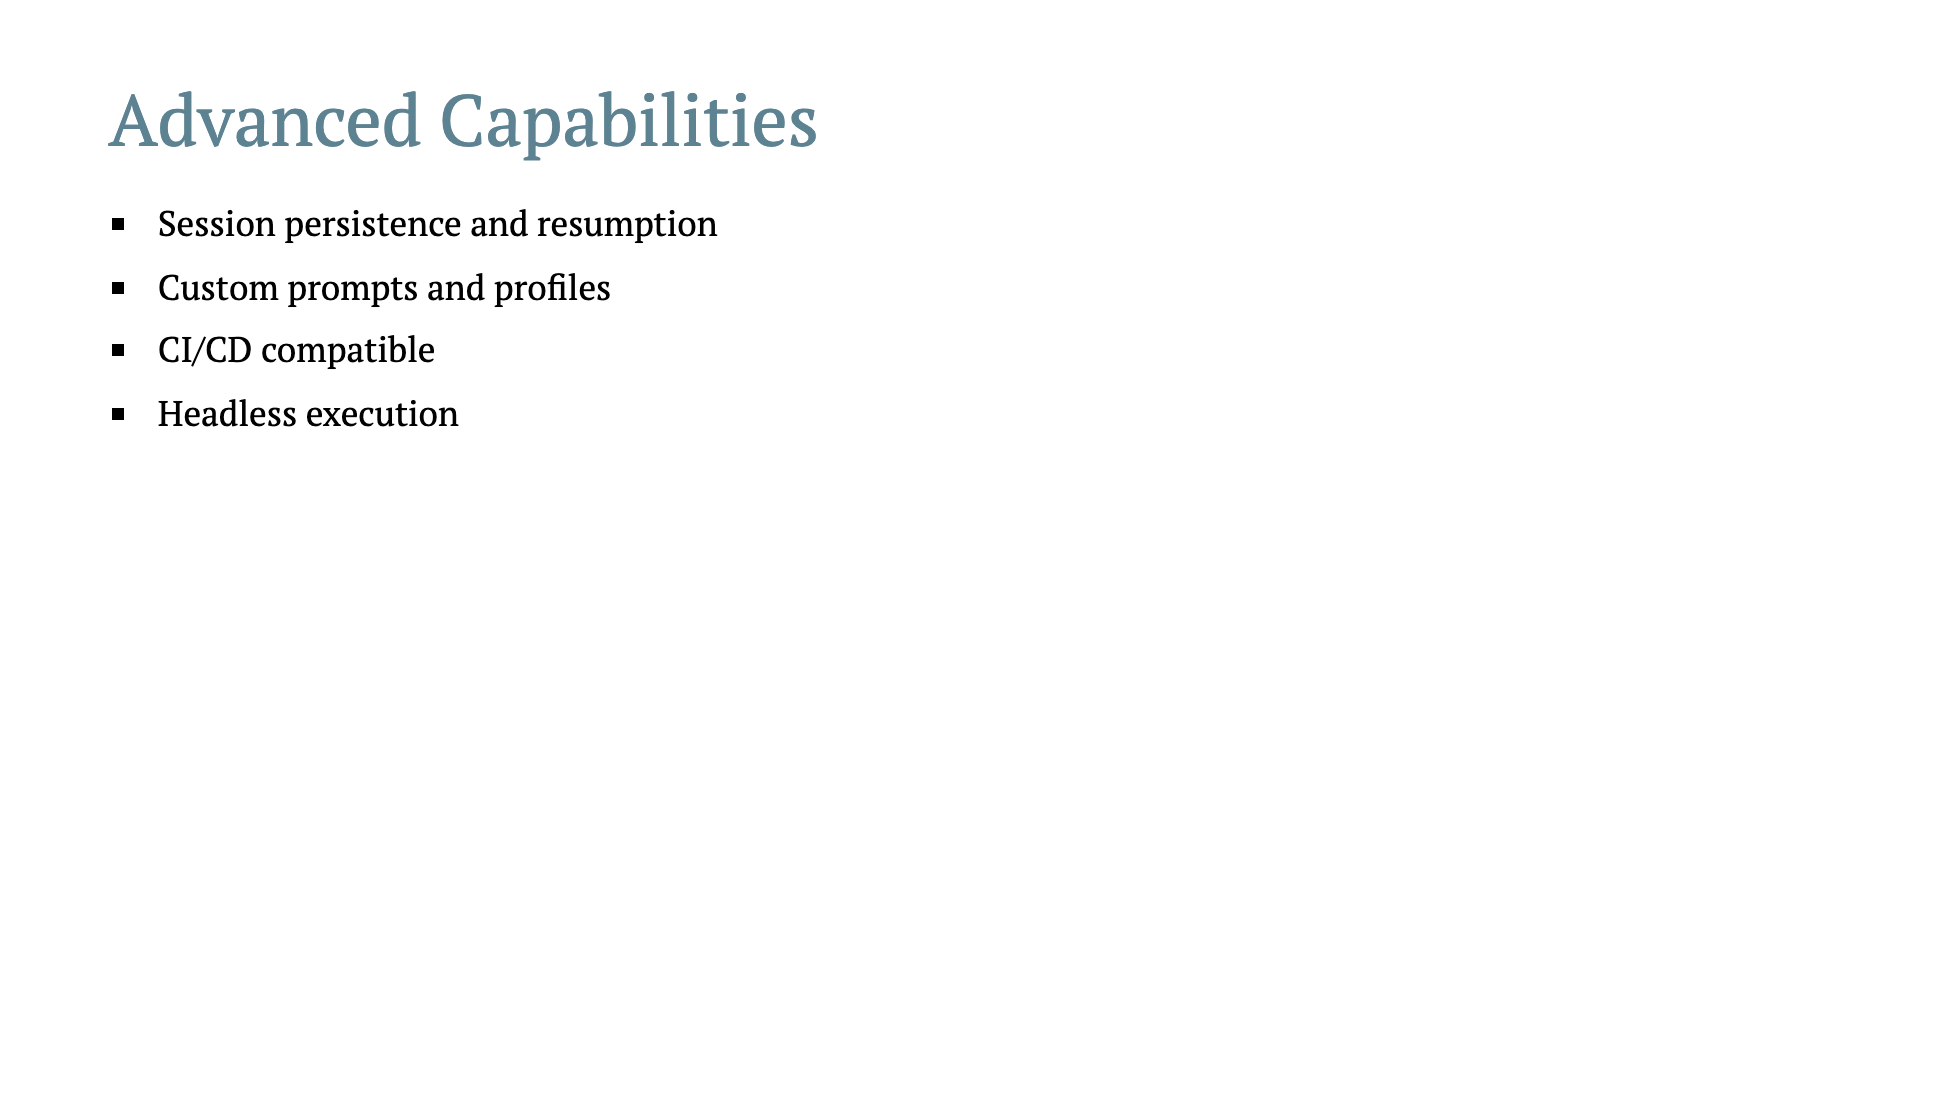 Advanced Capabilities
▪ Session persistence and resumption
▪ Custom prompts and profiles
▪ CI/CD compatible
▪ Headless execution